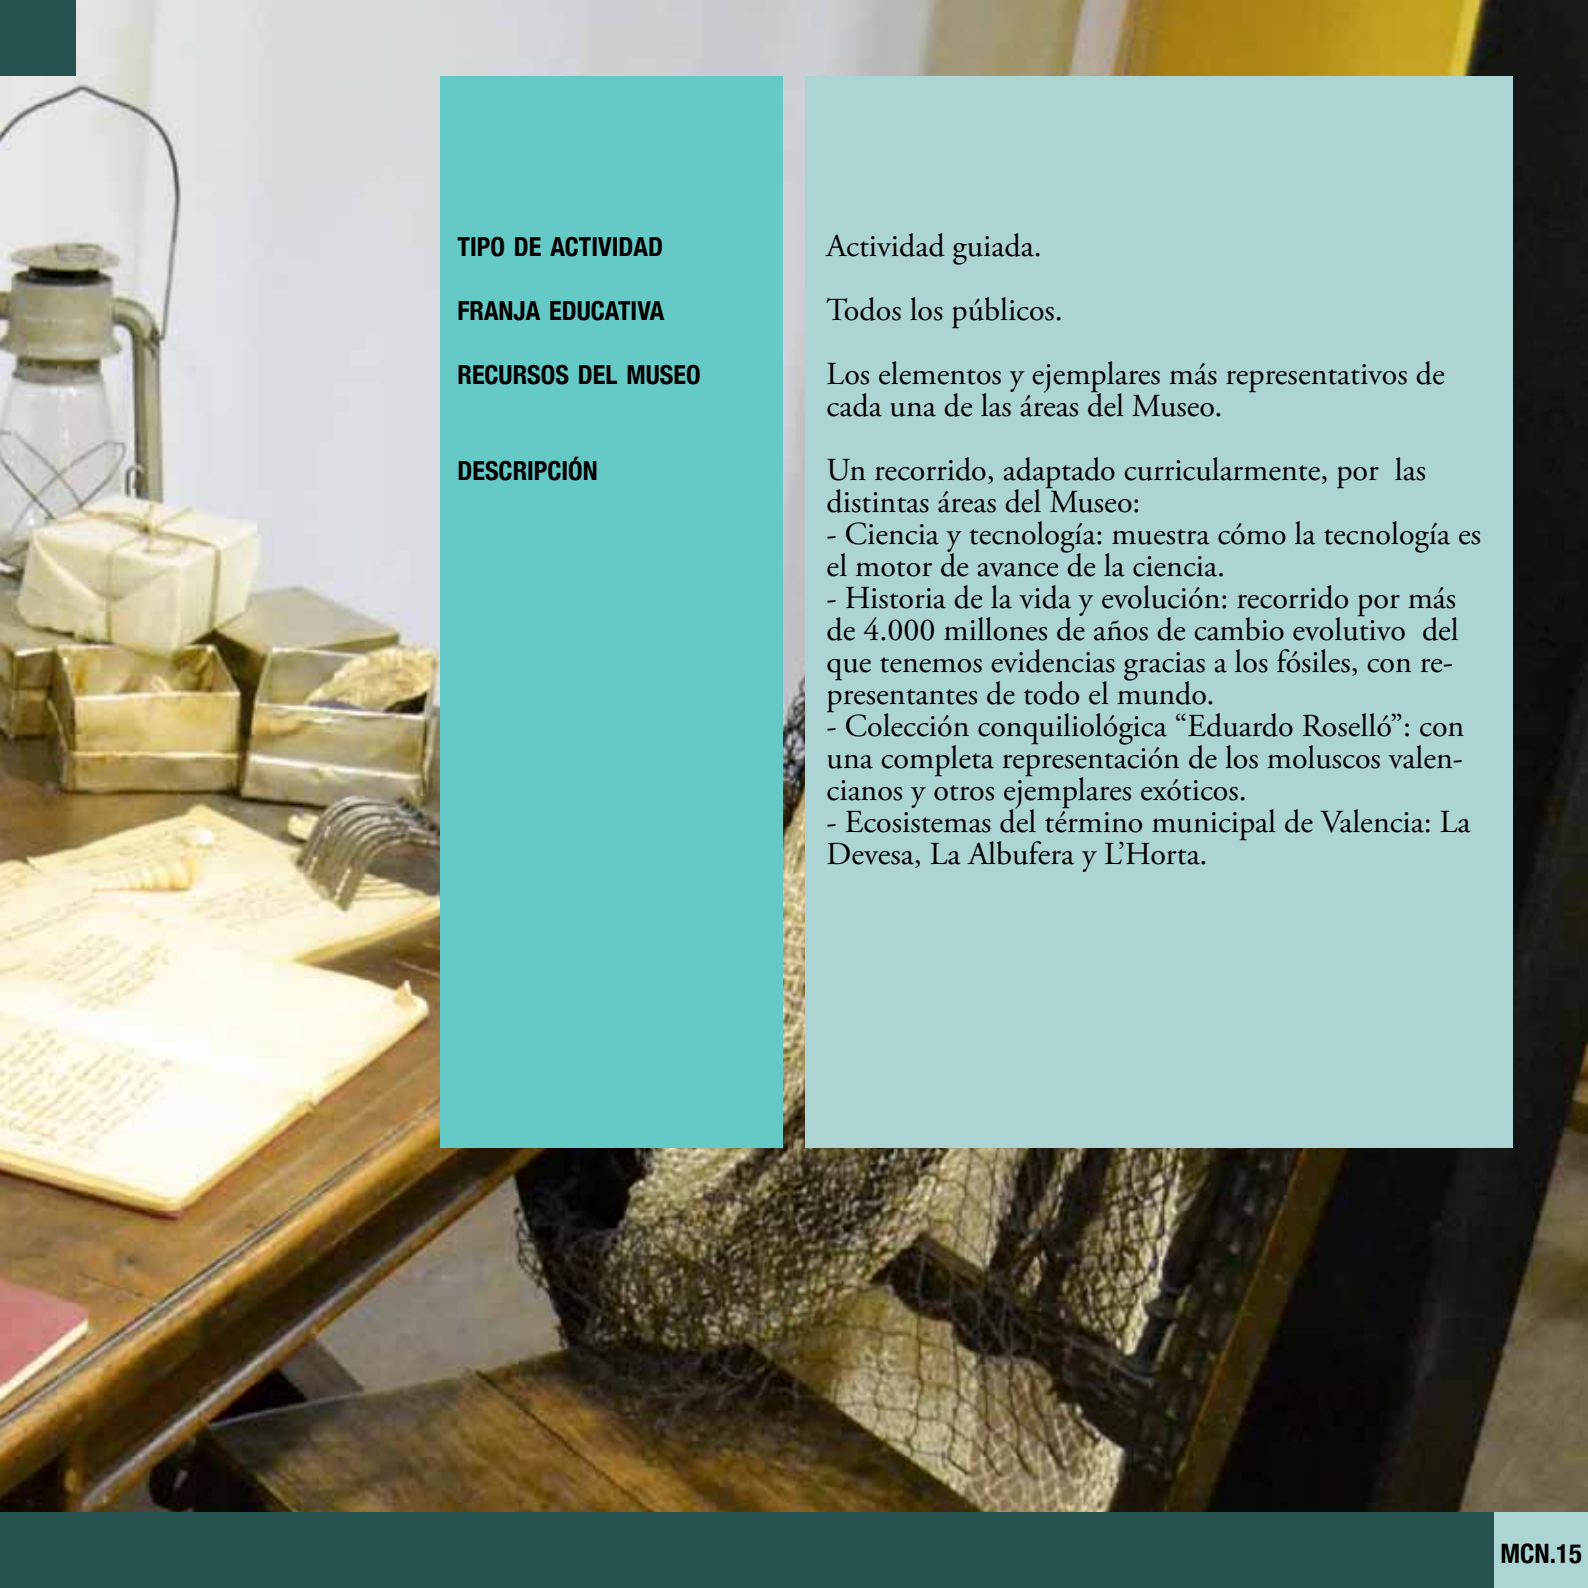 TIPO DE ACTIVIDAD
Actividad guiada.
FRANJA EDUCATIVA
Todos los públicos.
RECURSOS DEL MUSEO
Los elementos y ejemplares más representativos de
cada una de las áreas del Museo.
DESCRIPCIÓN
Un recorrido, adaptado curricularmente, por las
distintas áreas del Museo:
- Ciencia y tecnología: muestra cómo la tecnología es
el motor de avance de la ciencia.
- Historia de la vida y evolución: recorrido por más
de 4.000 millones de años de cambio evolutivo del
que tenemos evidencias gracias a los fósiles, con re-
presentantes de todo el mundo.
- Colección conquiliológica “Eduardo Roselló”: con
una completa representación de los moluscos valen-
cianos y otros ejemplares exóticos.
- Ecosistemas del término municipal de Valencia: La
Devesa, La Albufera y L’Horta.
MCN.15